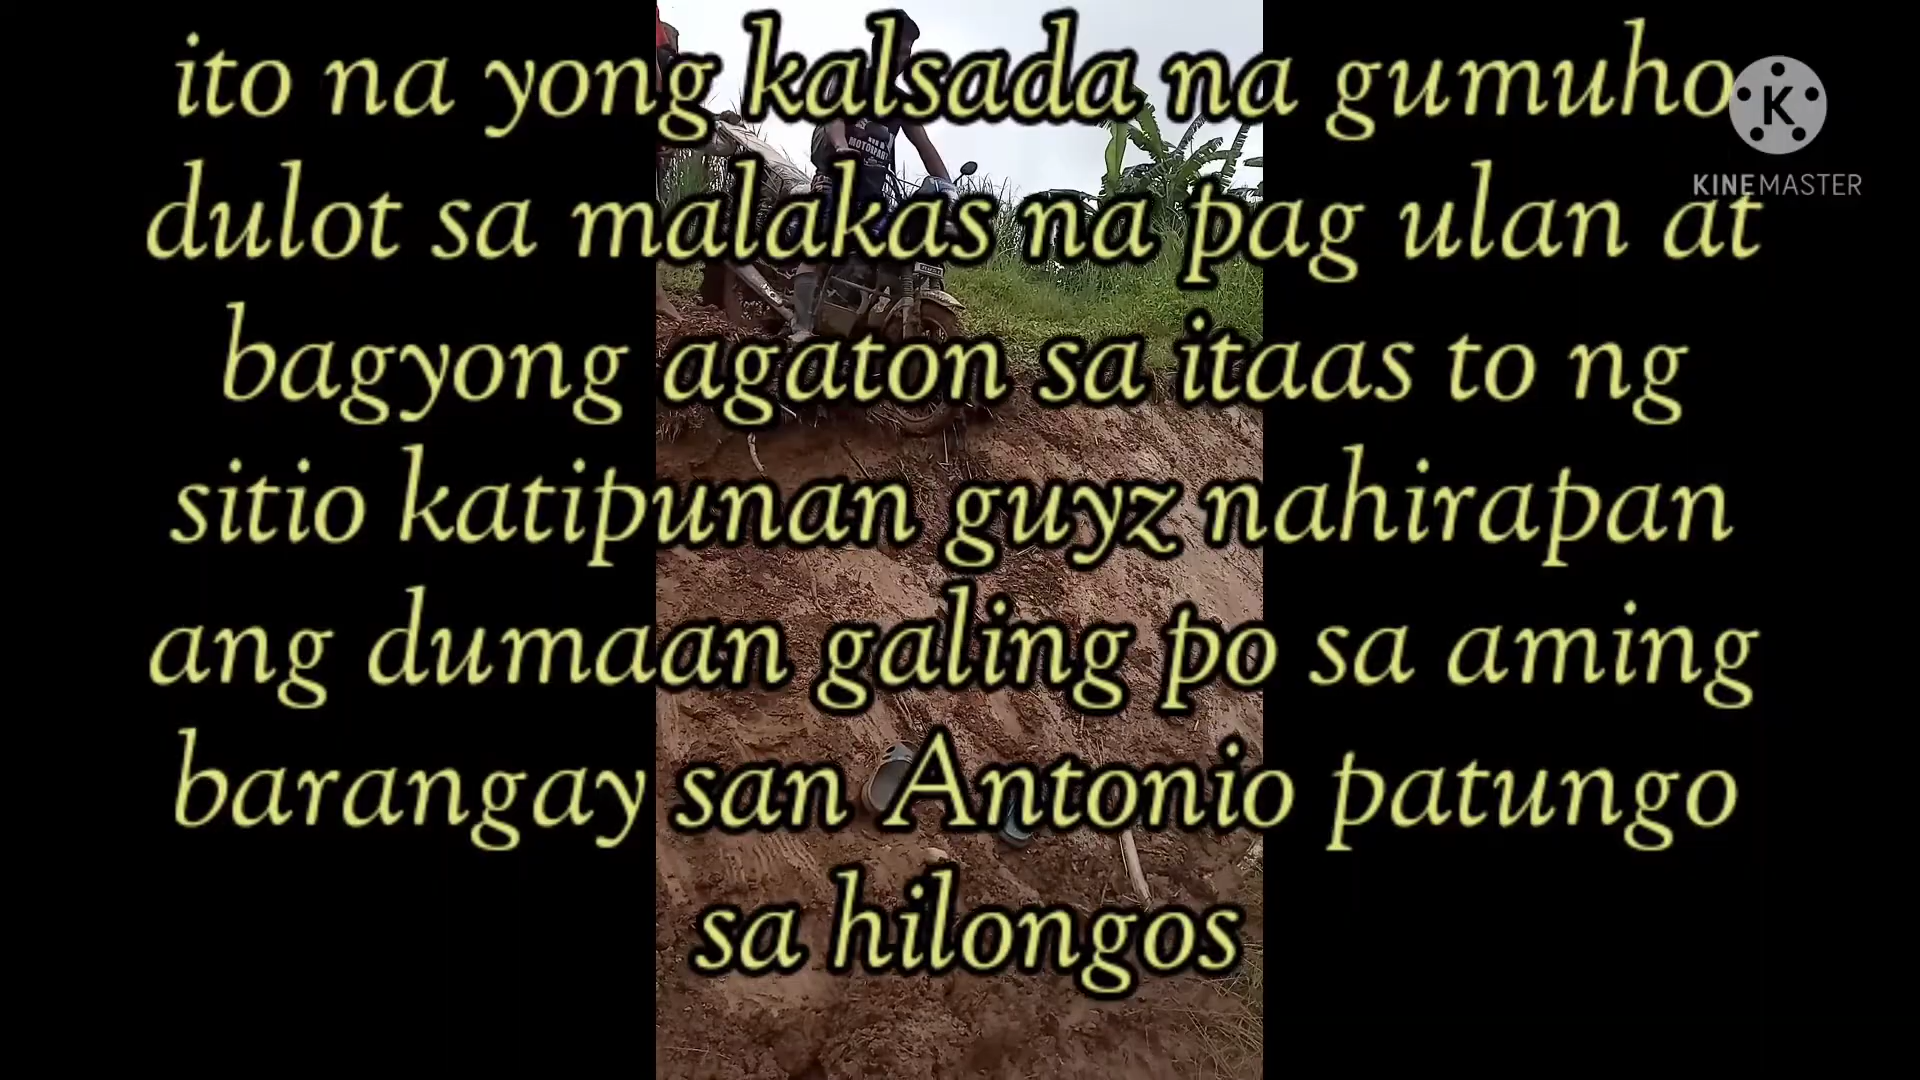 ito na yong kalsada na gumuho
dulot sa malakas na pag ulan at
bagyong agaton sa itaas to ng
sitio katipunan guyz nahirapan
ang dumaan galing po sa aming
barangay san Antonio patungo
sa hilongos
K
KINEMASTER